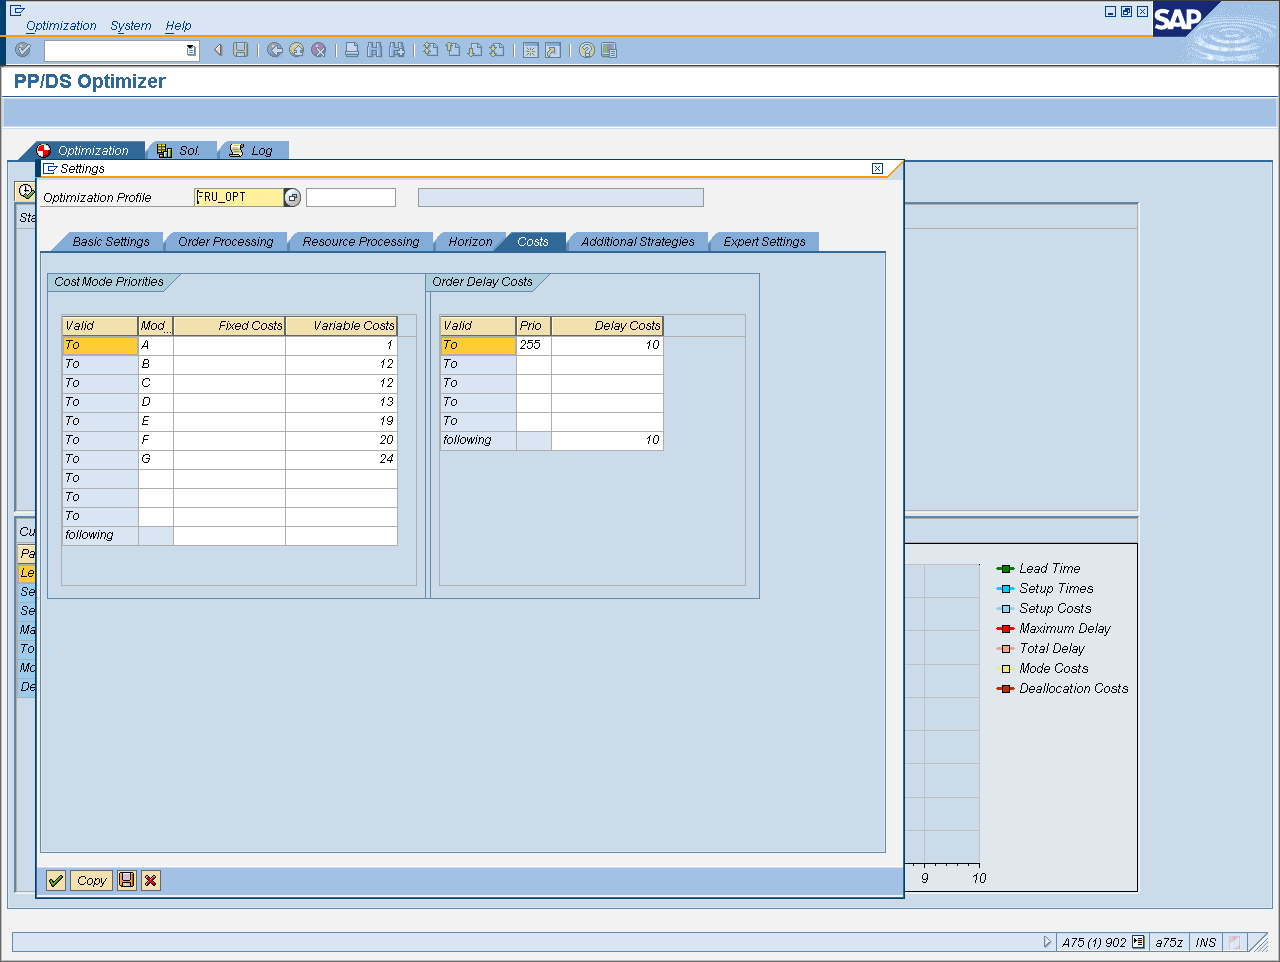 Optimization System Help
SAP
PP/DS Optimizer
Optimization Sol. Log
Settings
Optimization Profile FRU_OPT
Sta
Basic Settings Order Processing Resource Processing Horizon Costs Additional Strategies Expert Settings
Cost Mode Priorities Order Delay Costs
Valid Mod... Fixed Costs Variable Costs Valid Prio Delay Costs
To A 1 To 255 10
To B 12 To
To C 12 To
To D 13 To
To E 19 To
To F 20 following 10
To G 24
To
To
To
following
Cu
Pa
Le
Se
Se
Ma
To
Mo
De
Lead Time
Setup Times
Setup Costs
Maximum Delay
Total Delay
Mode Costs
Deallocation Costs
9 10
Copy
A75 (1) 902 a75z INS